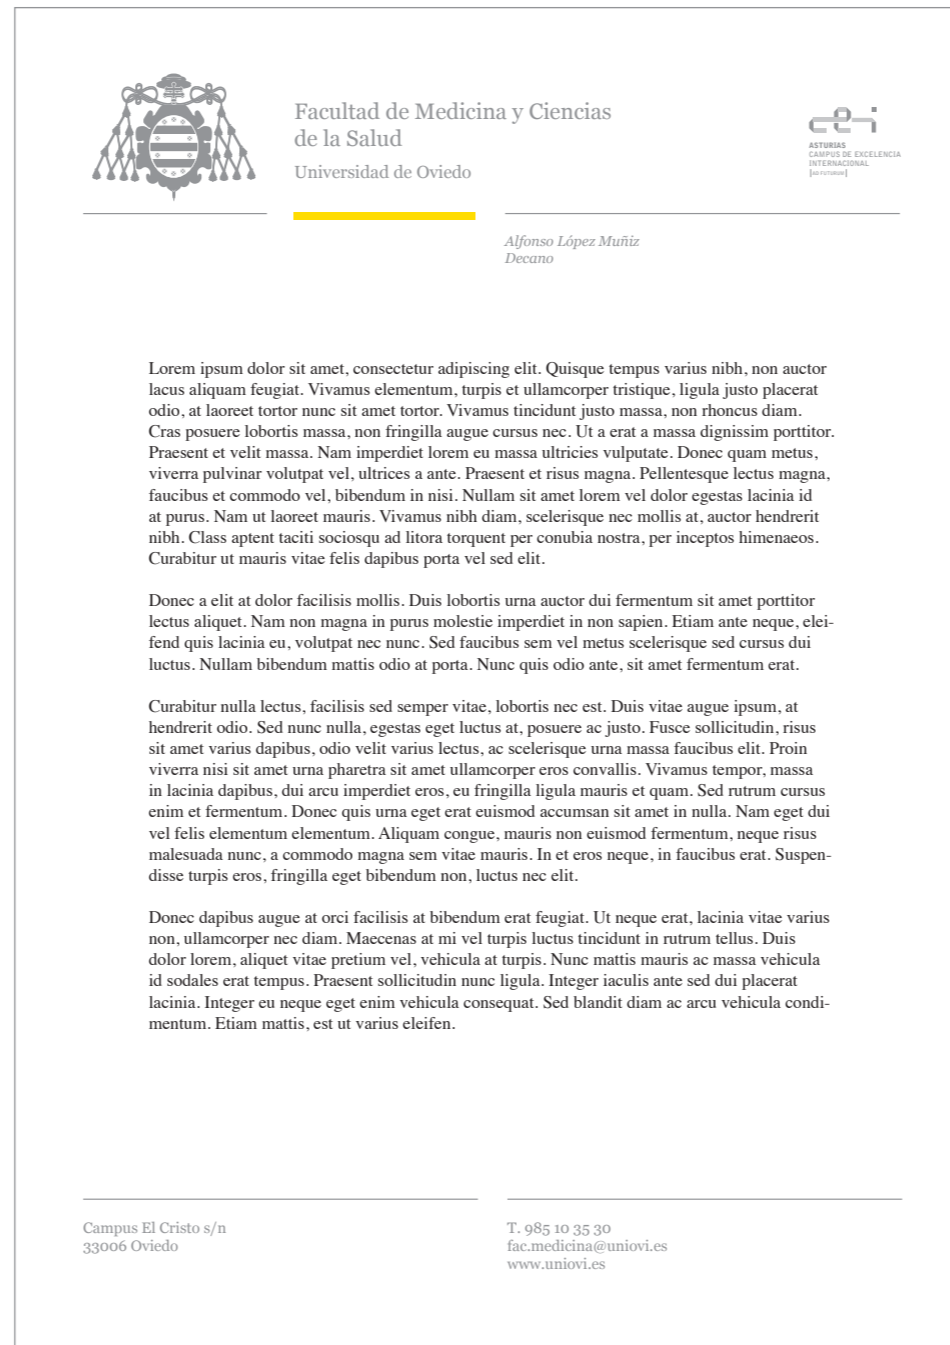 Facultad de Medicina y Ciencias
de la Salud
Universidad de Oviedo
cei
ASTURIAS
CAMPUS DE EXCELENCIA
INTERNACIONAL
[AD FUTURUM]
Alfonso López Muñiz
Decano
Lorem ipsum dolor sit amet, consectetur adipiscing elit. Quisque tempus varius nibh, non auctor
lacus aliquam feugiat. Vivamus elementum, turpis et ullamcorper tristique, ligula justo placerat
odio, at laoreet tortor nunc sit amet tortor. Vivamus tincidunt justo massa, non rhoncus diam.
Cras posuere lobortis massa, non fringilla augue cursus nec. Ut a erat a massa dignissim porttitor.
Praesent et velit massa. Nam imperdiet lorem eu massa ultricies vulputate. Donec quam metus,
viverra pulvinar volutpat vel, ultrices a ante. Praesent et risus magna. Pellentesque lectus magna,
faucibus et commodo vel, bibendum in nisi. Nullam sit amet lorem vel dolor egestas lacinia id
at purus. Nam ut laoreet mauris. Vivamus nibh diam, scelerisque nec mollis at, auctor hendrerit
nibh. Class aptent taciti sociosqu ad litora torquent per conubia nostra, per inceptos himenaeos.
Curabitur ut mauris vitae felis dapibus porta vel sed elit.
Donec a elit at dolor facilisis mollis. Duis lobortis urna auctor dui fermentum sit amet porttitor
lectus aliquet. Nam non magna in purus molestie imperdiet in non sapien. Etiam ante neque, elei-
fend quis lacinia eu, volutpat nec nunc. Sed faucibus sem vel metus scelerisque sed cursus dui
luctus. Nullam bibendum mattis odio at porta. Nunc quis odio ante, sit amet fermentum erat.
Curabitur nulla lectus, facilisis sed semper vitae, lobortis nec est. Duis vitae augue ipsum, at
hendrerit odio. Sed nunc nulla, egestas eget luctus at, posuere ac justo. Fusce sollicitudin, risus
sit amet varius dapibus, odio velit varius lectus, ac scelerisque urna massa faucibus elit. Proin
viverra nisi sit amet urna pharetra sit amet ullamcorper eros convallis. Vivamus tempor, massa
in lacinia dapibus, dui arcu imperdiet eros, eu fringilla ligula mauris et quam. Sed rutrum cursus
enim et fermentum. Donec quis urna eget erat euismod accumsan sit amet in nulla. Nam eget dui
vel felis elementum elementum. Aliquam congue, mauris non euismod fermentum, neque risus
malesuada nunc, a commodo magna sem vitae mauris. In et eros neque, in faucibus erat. Suspen-
disse turpis eros, fringilla eget bibendum non, luctus nec elit.
Donec dapibus augue at orci facilisis at bibendum erat feugiat. Ut neque erat, lacinia vitae varius
non, ullamcorper nec diam. Maecenas at mi vel turpis luctus tincidunt in rutrum tellus. Duis
dolor lorem, aliquet vitae pretium vel, vehicula at turpis. Nunc mattis mauris ac massa vehicula
id sodales erat tempus. Praesent sollicitudin nunc ligula. Integer iaculis ante sed dui placerat
lacinia. Integer eu neque eget enim vehicula consequat. Sed blandit diam ac arcu vehicula condi-
mentum. Etiam mattis, est ut varius eleifen.
Campus El Cristo s/n
33006 Oviedo
T. 985 10 35 30
fac.medicina@uniovi.es
www.uniovi.es